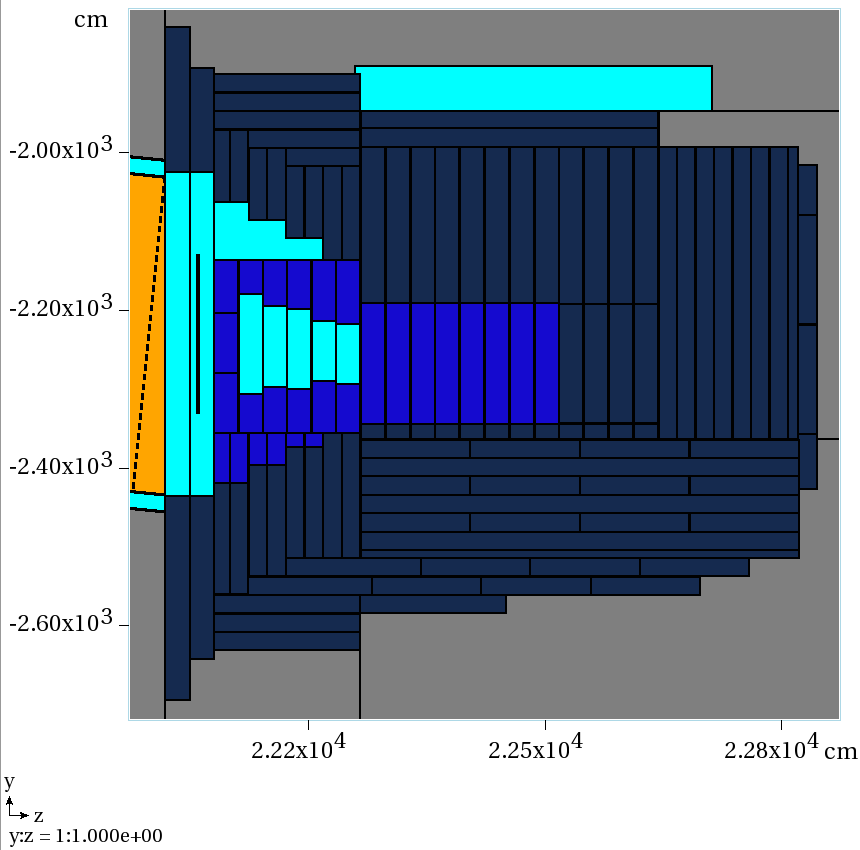 cm
-2.00x10³
-2.20x10³
-2.40x10³
-2.60x10³
2.22x10⁴ 2.25x10⁴ 2.28x10⁴ cm
y
z
y:z = 1:1.000e+00